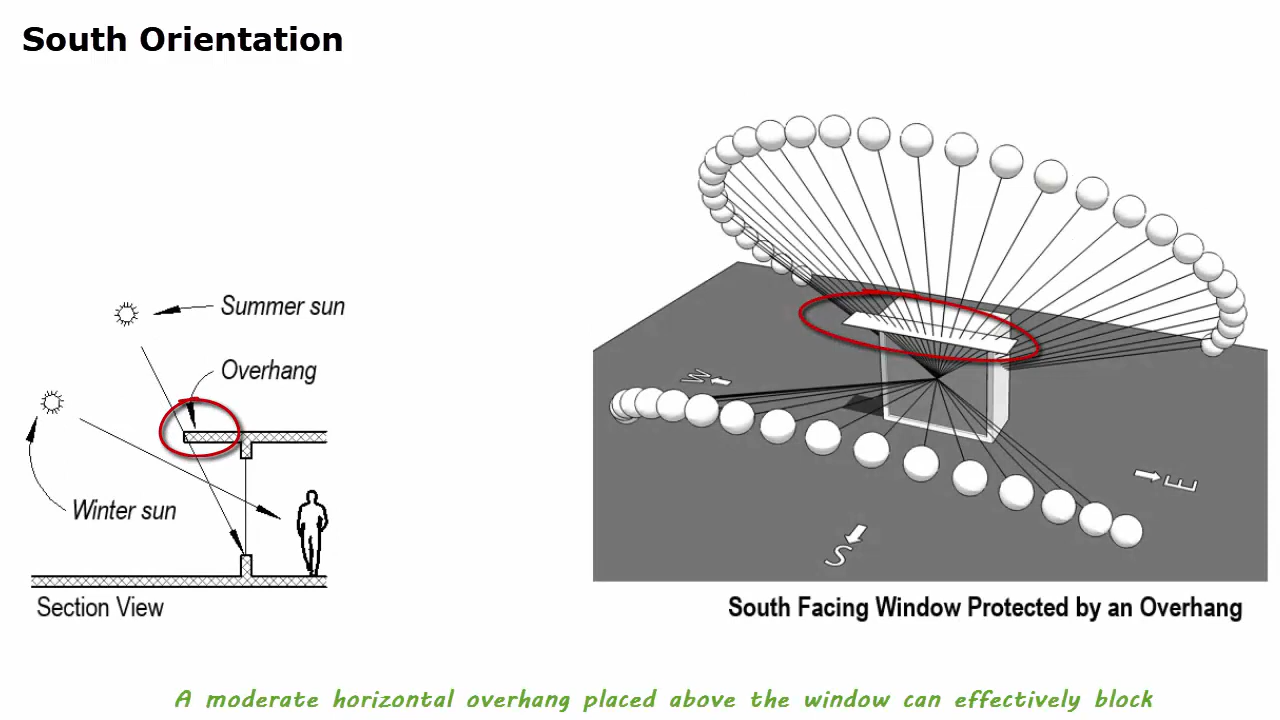 South Orientation
Summer sun
Overhang
Winter sun
Section View
W
E
S
South Facing Window Protected by an Overhang
A moderate horizontal overhang placed above the window can effectively block